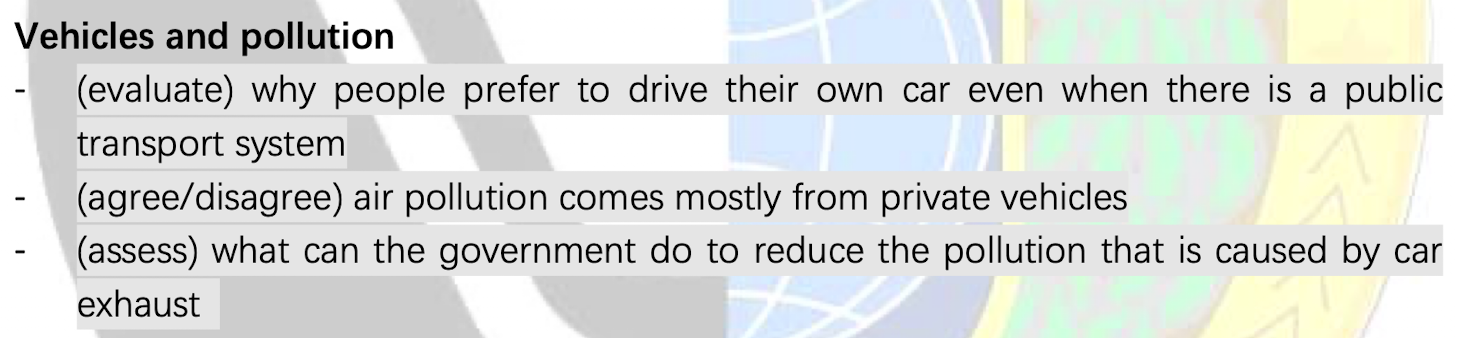 Vehicles and pollution
- (evaluate) why people prefer to drive their own car even when there is a public
transport system
- (agree/disagree) air pollution comes mostly from private vehicles
- (assess) what can the government do to reduce the pollution that is caused by car
exhaust